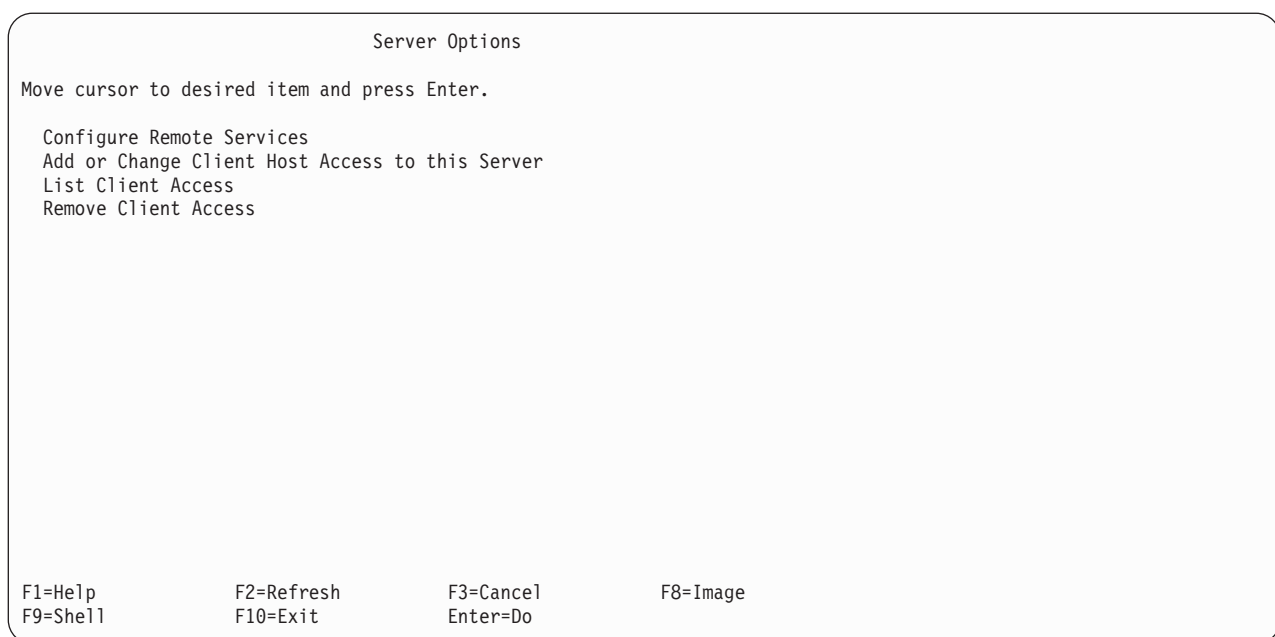 Server Options
Move cursor to desired item and press Enter.
Configure Remote Services
Add or Change Client Host Access to this Server
List Client Access
Remove Client Access
F1=Help F2=Refresh F3=Cancel F8=Image
F9=Shell F10=Exit Enter=Do